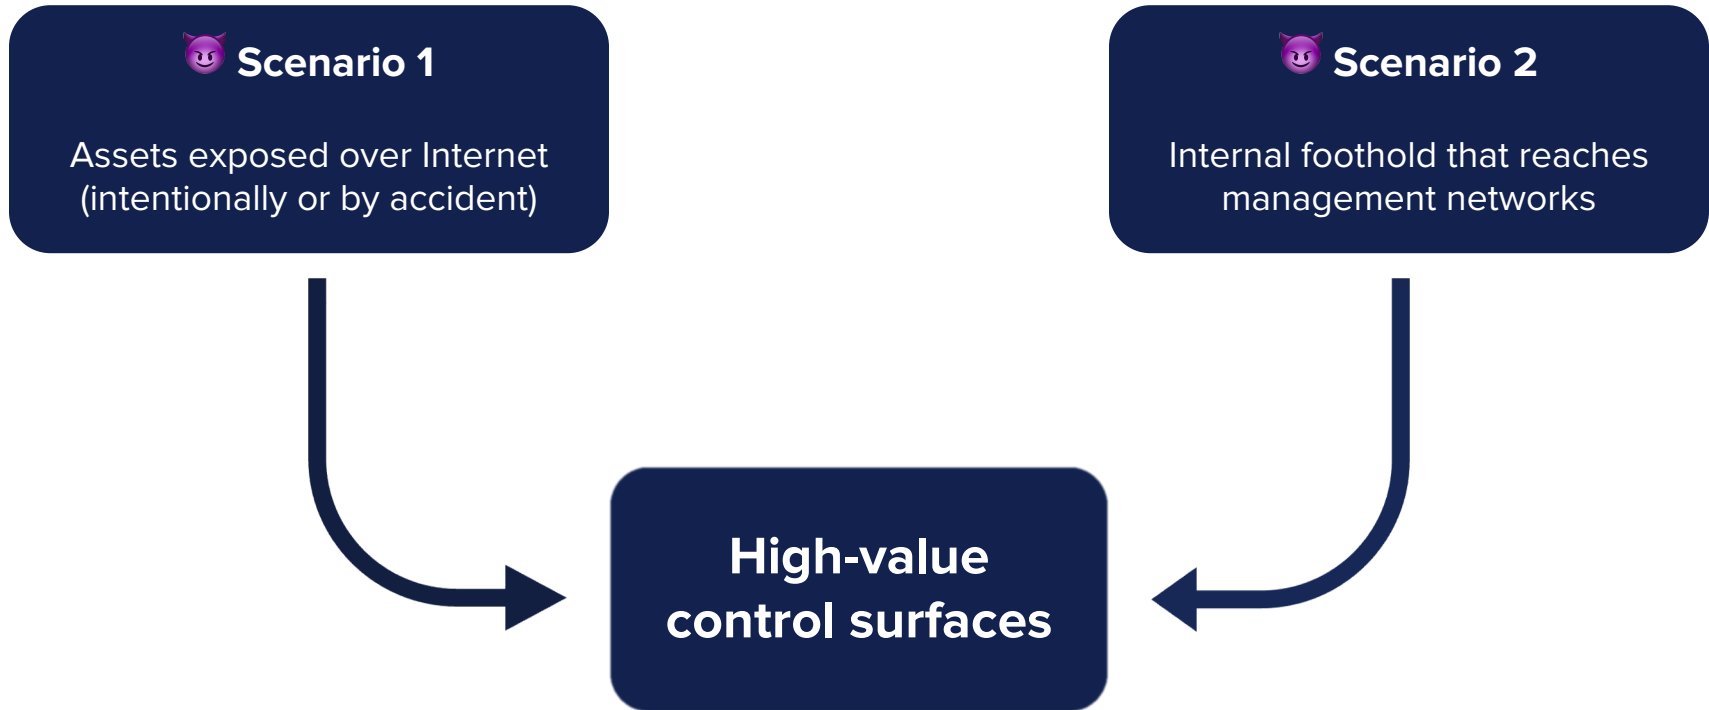 😈 Scenario 1
Assets exposed over Internet
(intentionally or by accident)
😈 Scenario 2
Internal foothold that reaches
management networks
High-value
control surfaces